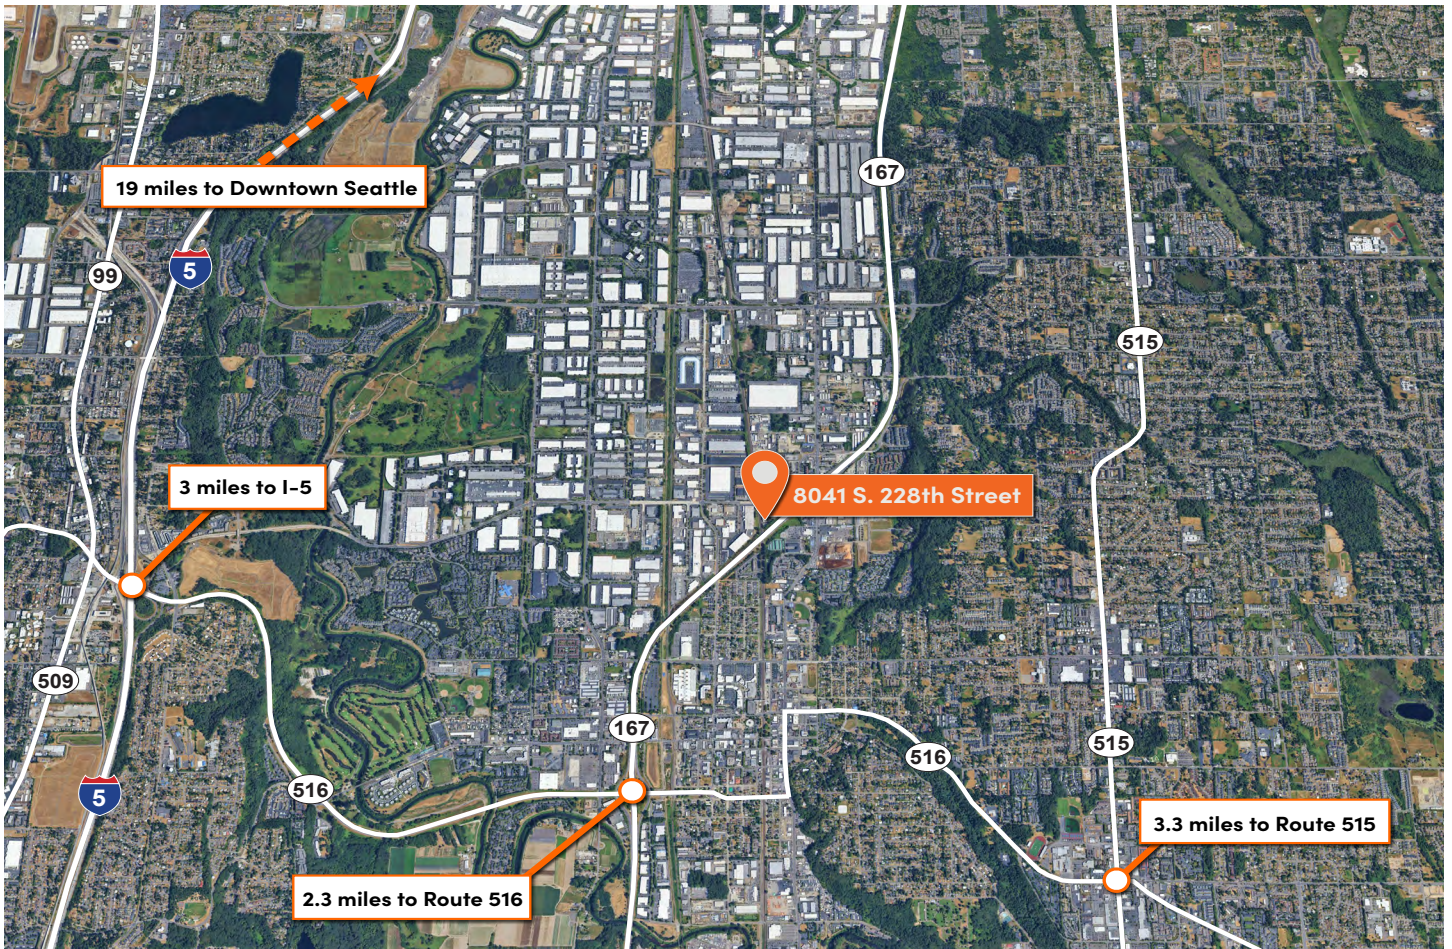 19 miles to Downtown Seattle
167
99
5
515
3 miles to I-5
8041 S. 228th Street
509
167
515
516
516
5
3.3 miles to Route 515
2.3 miles to Route 516